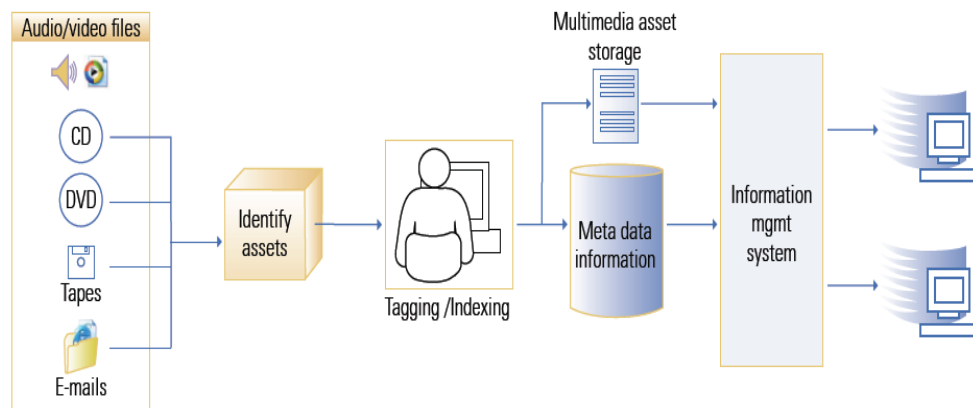 Audio/video files
CD
DVD
Tapes
E-mails
Identify
assets
Tagging /Indexing
Multimedia asset
storage
Meta data
information
Information
mgmt
system